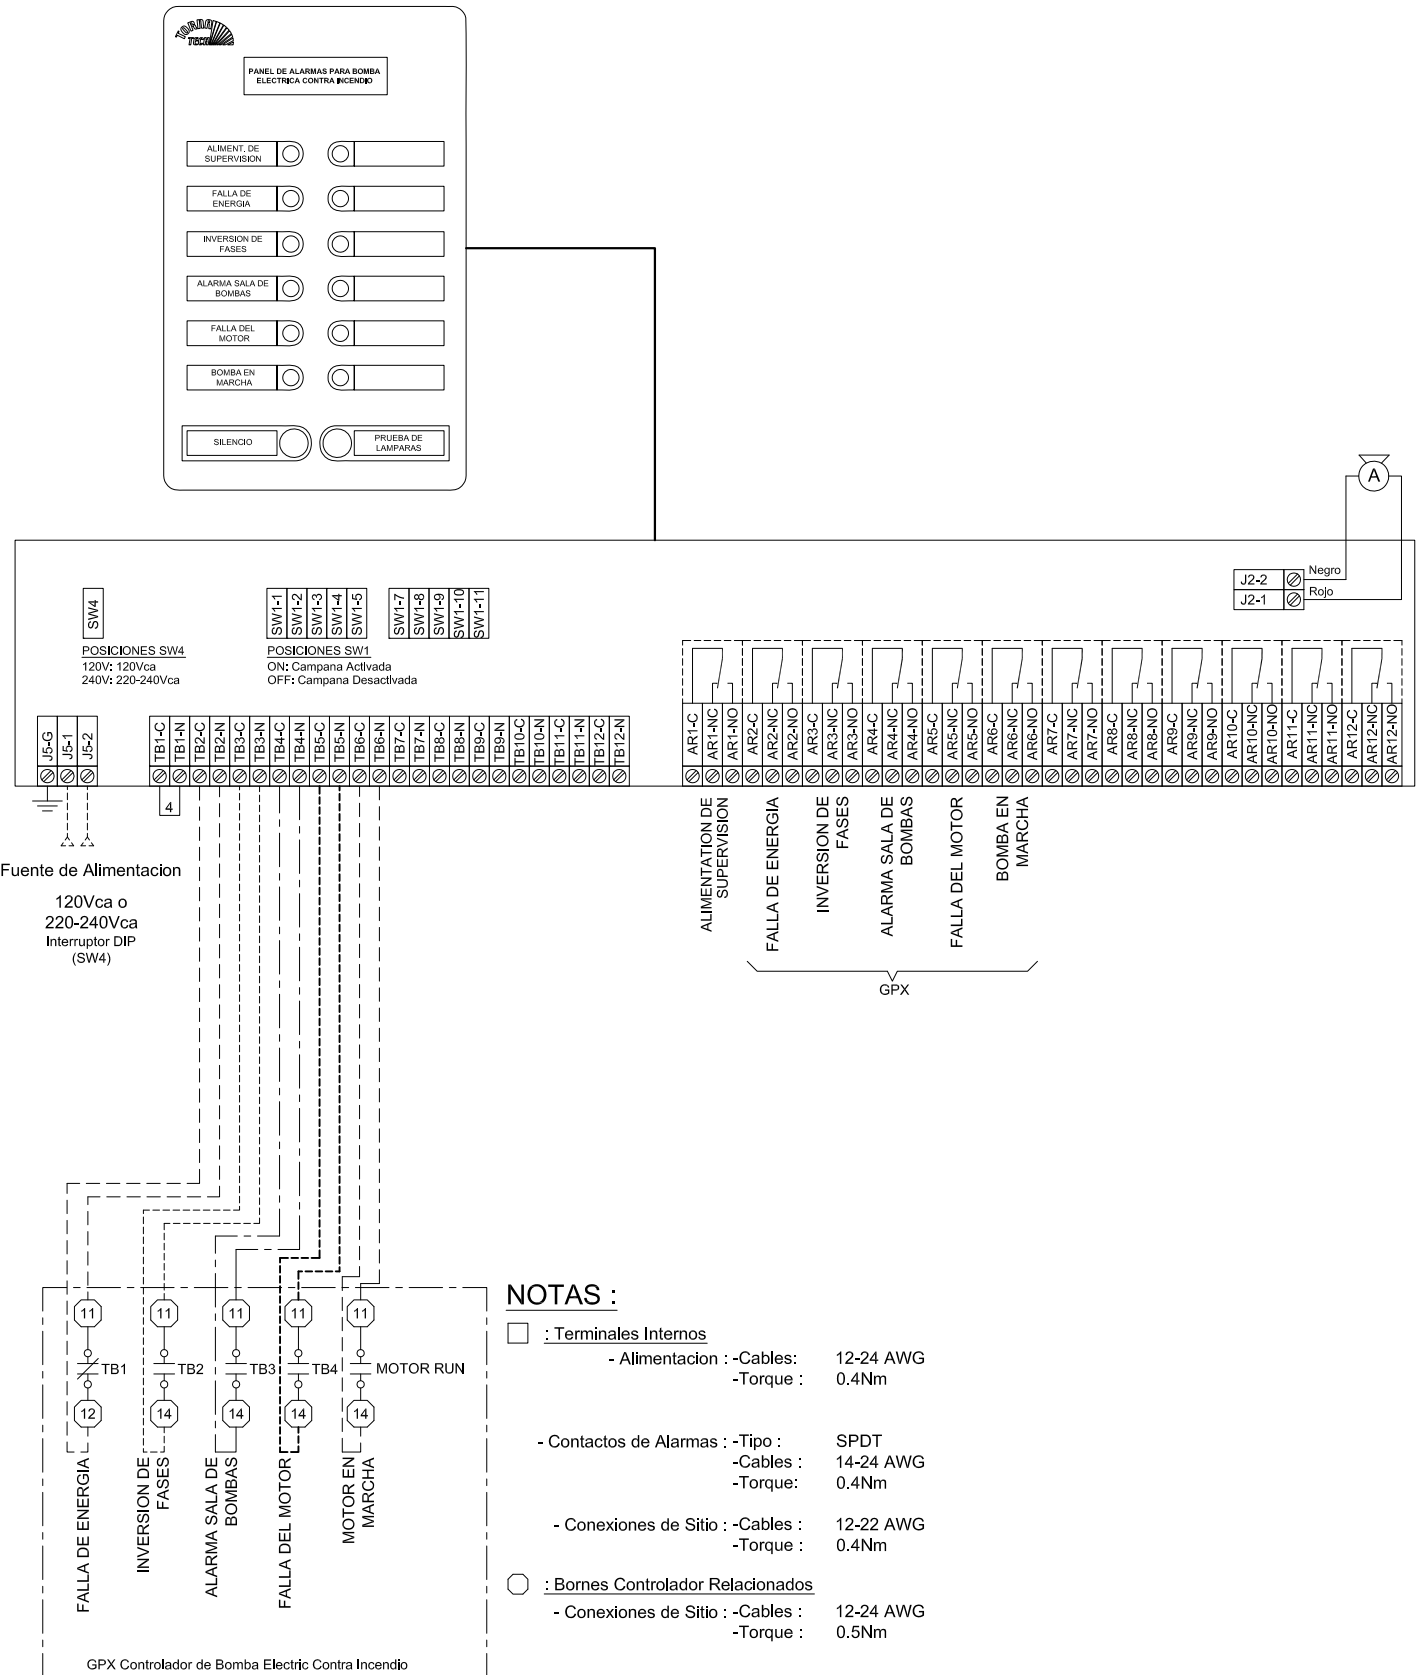 TORNA
TECH
PANEL DE ALARMAS PARA BOMBA
ELECTRICA CONTRA INCENDIO
ALIMENT. DE
SUPERVISION
FALLA DE
ENERGIA
INVERSION DE
FASES
ALARMA SALA DE
BOMBAS
FALLA DEL
MOTOR
BOMBA EN
MARCHA
SILENCIO
PRUEBA DE
LAMPARAS
A
J2-2
Negro
J2-1
Rojo
SW4
POSICIONES SW4
120V: 120Vca
240V: 220-240Vca
SW1-1
SW1-2
SW1-3
SW1-4
SW1-5
SW1-7
SW1-8
SW1-9
SW1-10
SW1-11
POSICIONES SW1
ON: Campana Activada
OFF: Campana Desactivada
J5-G
J5-1
J5-2
TB1-C
TB1-N
TB2-C
TB2-N
TB3-C
TB3-N
TB4-C
TB4-N
TB5-C
TB5-N
TB6-C
TB6-N
TB7-C
TB7-N
TB8-C
TB8-N
TB9-C
TB9-N
TB10-C
TB10-N
TB11-C
TB11-N
TB12-C
TB12-N
AR1-C
AR1-NC
AR1-NO
AR2-C
AR2-NC
AR2-NO
AR3-C
AR3-NC
AR3-NO
AR4-C
AR4-NC
AR4-NO
AR5-C
AR5-NC
AR5-NO
AR6-C
AR6-NC
AR6-NO
AR7-C
AR7-NC
AR7-NO
AR8-C
AR8-NC
AR8-NO
AR9-C
AR9-NC
AR9-NO
AR10-C
AR10-NC
AR10-NO
AR11-C
AR11-NC
AR11-NO
AR12-C
AR12-NC
AR12-NO
4
Fuente de Alimentacion
120Vca o
220-240Vca
Interruptor DIP
(SW4)
ALIMENTATION DE
SUPERVISION
FALLA DE ENERGIA
INVERSION DE
FASES
ALARMA SALA DE
BOMBAS
FALLA DEL MOTOR
BOMBA EN
MARCHA
GPX
11
11
11
11
11
TB1
TB2
TB3
TB4
MOTOR RUN
12
14
14
14
14
FALLA DE ENERGIA
INVERSION DE
FASES
ALARMA SALA DE
BOMBAS
FALLA DEL MOTOR
MOTOR EN
MARCHA
GPX Controlador de Bomba Electric Contra Incendio
NOTAS :
: Terminales Internos
- Alimentacion : -Cables: 12-24 AWG
-Torque : 0.4Nm
- Contactos de Alarmas : -Tipo : SPDT
-Cables : 14-24 AWG
-Torque: 0.4Nm
- Conexiones de Sitio : -Cables : 12-22 AWG
-Torque : 0.4Nm
: Bornes Controlador Relacionados
- Conexiones de Sitio : -Cables : 12-24 AWG
-Torque : 0.5Nm